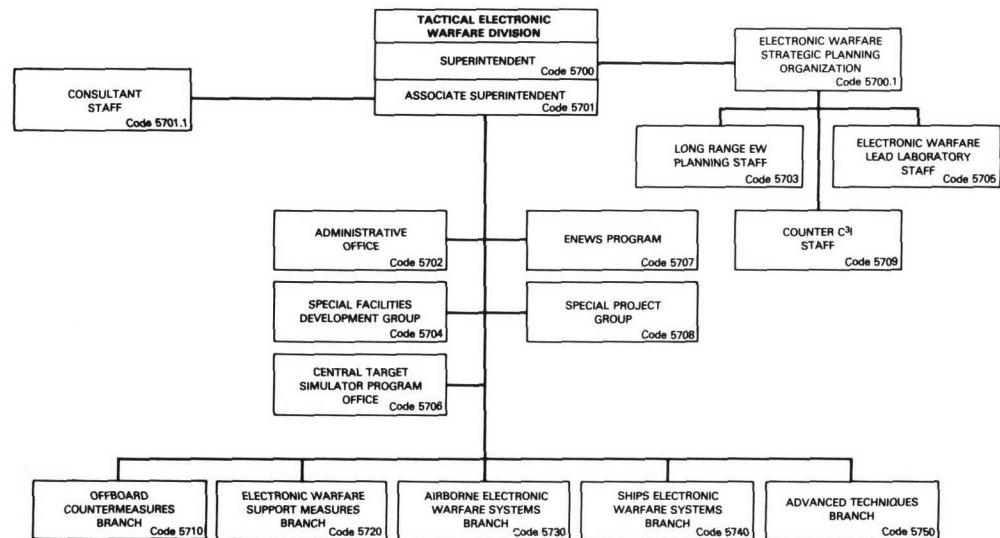 TACTICAL ELECTRONIC
WARFARE DIVISION
SUPERINTENDENT
Code 5700
ASSOCIATE SUPERINTENDENT
Code 5701
ELECTRONIC WARFARE
STRATEGIC PLANNING
ORGANIZATION
Code 5700.1
CONSULTANT
STAFF
Code 5701.1
LONG RANGE EW
PLANNING STAFF
Code 5703
ELECTRONIC WARFARE
LEAD LABORATORY
STAFF
Code 5705
COUNTER C³I
STAFF
Code 5709
ADMINISTRATIVE
OFFICE
Code 5702
ENEWS PROGRAM
Code 5707
SPECIAL FACILITIES
DEVELOPMENT GROUP
Code 5704
SPECIAL PROJECT
GROUP
Code 5708
CENTRAL TARGET
SIMULATOR PROGRAM
OFFICE
Code 5706
OFFBOARD
COUNTERMEASURES
BRANCH
Code 5710
ELECTRONIC WARFARE
SUPPORT MEASURES
BRANCH
Code 5720
AIRBORNE ELECTRONIC
WARFARE SYSTEMS
BRANCH
Code 5730
SHIPS ELECTRONIC
WARFARE SYSTEMS
BRANCH
Code 5740
ADVANCED TECHNIQUES
BRANCH
Code 5750